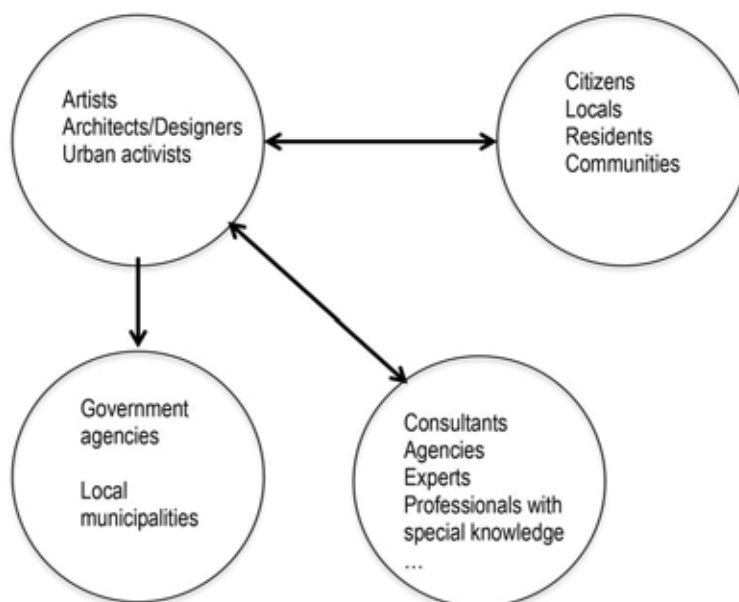 Artists
Architects/Designers
Urban activists
Citizens
Locals
Residents
Communities
Government
agencies
Local
municipalities
Consultants
Agencies
Experts
Professionals with
special knowledge
...